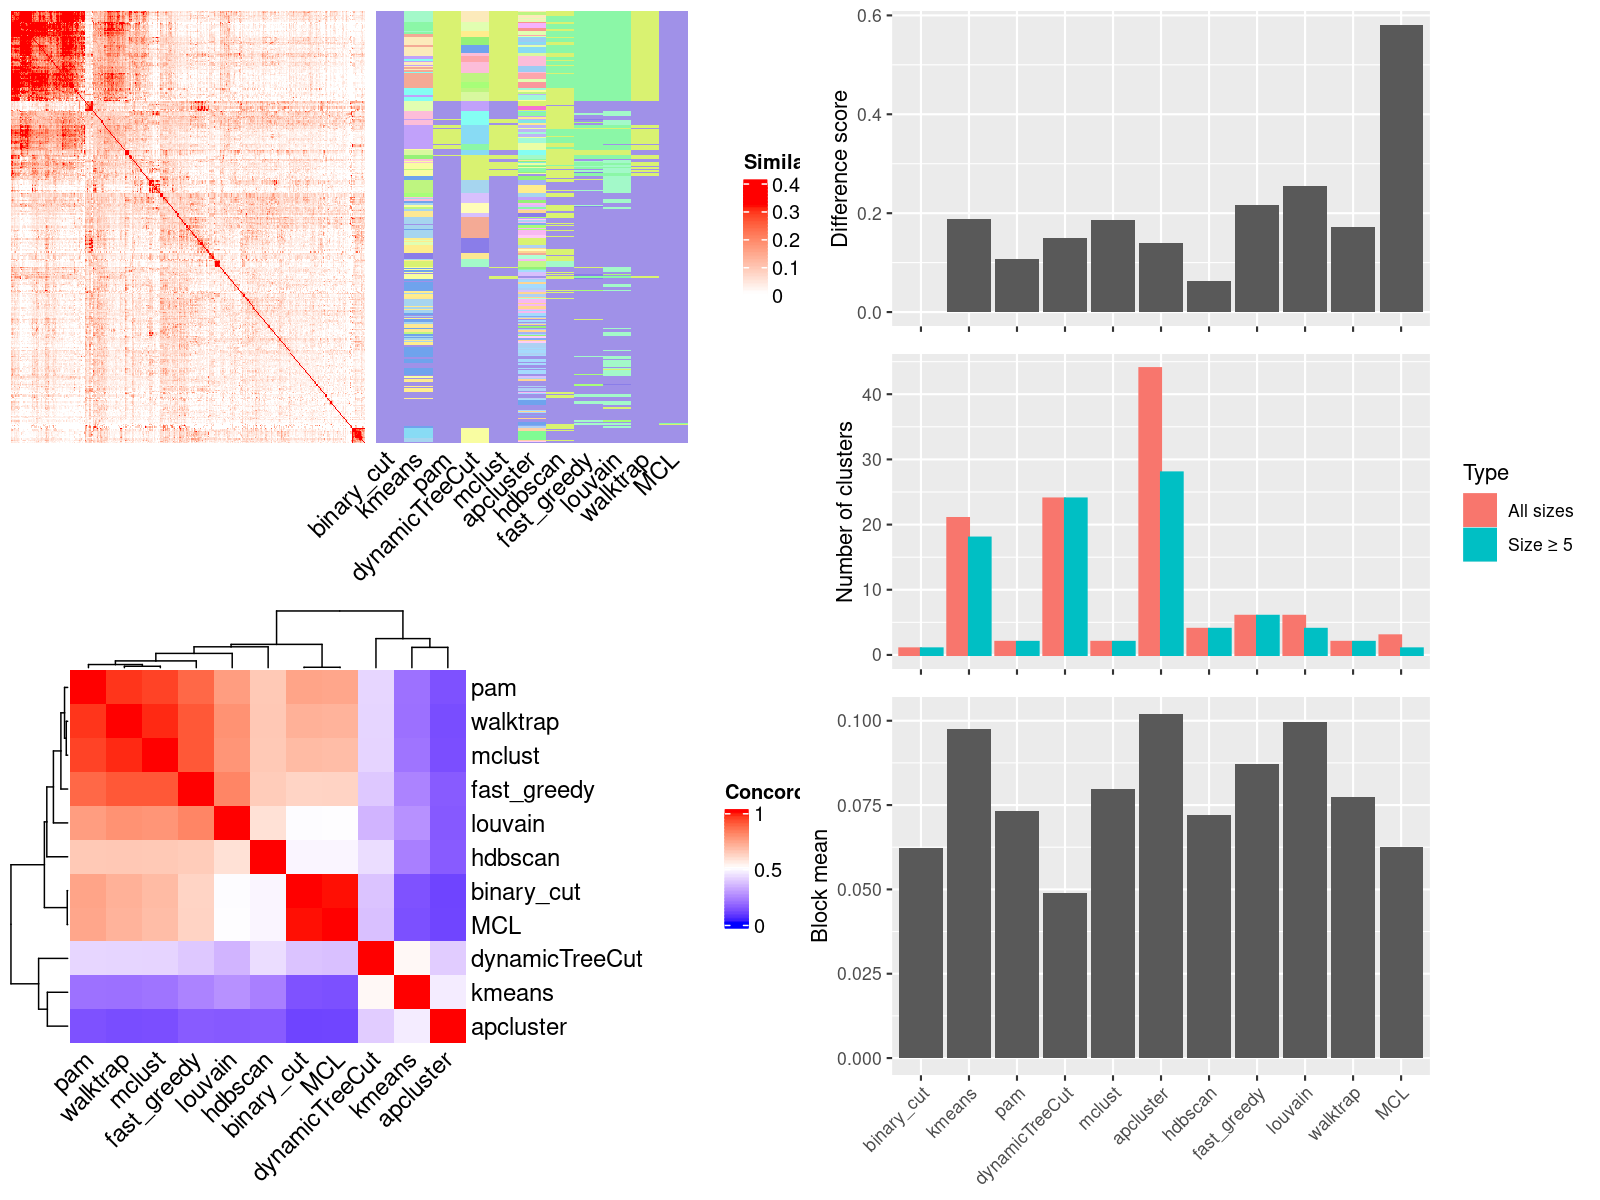 Simila
0.4
0.3
0.2
0.1
0
binary_cut
kmeans
pam
dynamicTreeCut
mclust
apcluster
hdbscan
fast_greedy
louvain
walktrap
MCL
pam
walktrap
mclust
fast_greedy
louvain
hdbscan
binary_cut
MCL
dynamicTreeCut
kmeans
apcluster
pam
walktrap
mclust
fast_greedy
louvain
hdbscan
binary_cut
MCL
dynamicTreeCut
kmeans
apcluster
Concord
1
0.5
0
Difference score
0.6
0.4
0.2
0.0
Number of clusters
40
30
20
10
0
Type
All sizes
Size ≥ 5
Block mean
0.100
0.075
0.050
0.025
0.000
binary_cut
kmeans
pam
dynamicTreeCut
mclust
apcluster
hdbscan
fast_greedy
louvain
walktrap
MCL